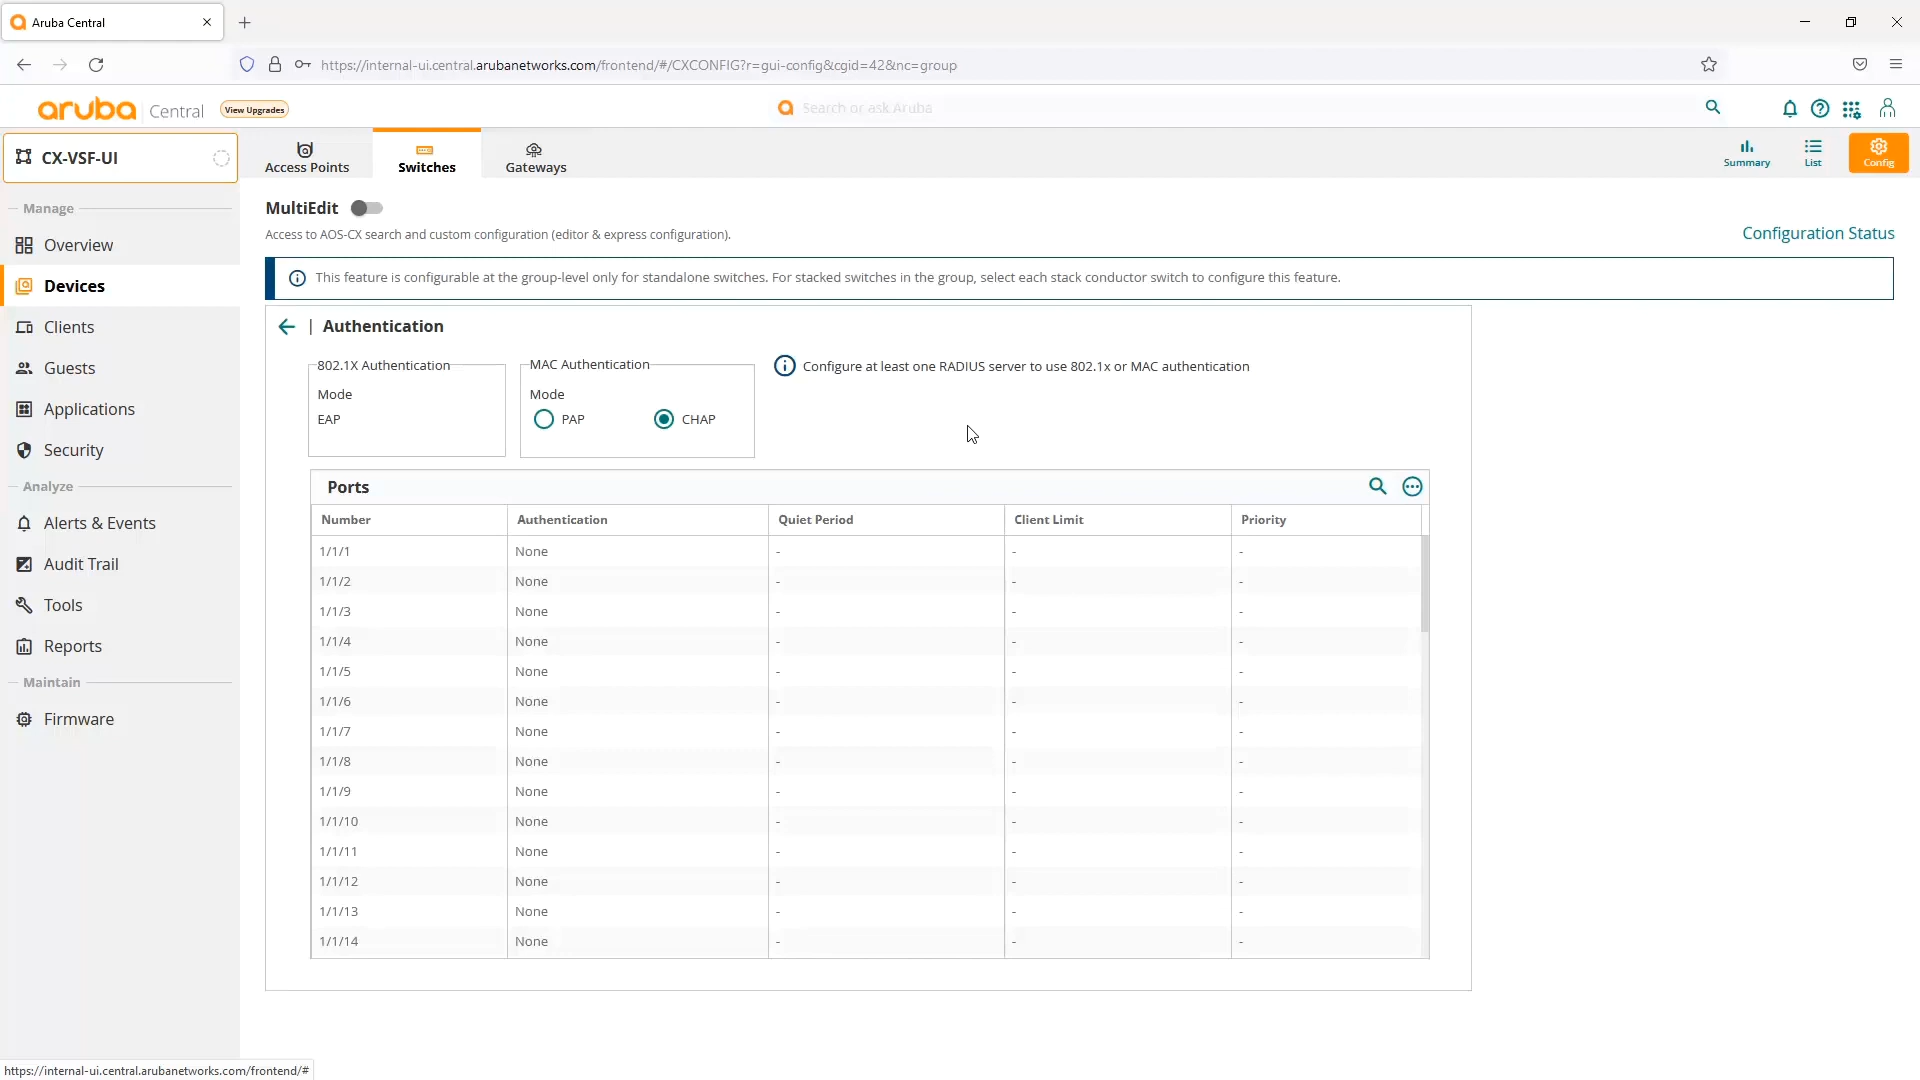 Aruba Central
https://internal-ui.central.arubanetworks.com/frontend/#/CXCONFIG?r=gui-config&cgid=42&nc=group
aruba Central View Upgrades
Search or ask Aruba
CX-VSF-UI
Access Points
Switches
Gateways
Summary
List
Config
Manage
Overview
Devices
Clients
Guests
Applications
Security
Analyze
Alerts & Events
Audit Trail
Tools
Reports
Maintain
Firmware
MultiEdit
Access to AOS-CX search and custom configuration (editor & express configuration).
Configuration Status
This feature is configurable at the group-level only for standalone switches. For stacked switches in the group, select each stack conductor switch to configure this feature.
| Authentication
802.1X Authentication
Mode
EAP
MAC Authentication
Mode
PAP CHAP
Configure at least one RADIUS server to use 802.1x or MAC authentication
Ports
Number Authentication Quiet Period Client Limit Priority
1/1/1 None - - -
1/1/2 None - - -
1/1/3 None - - -
1/1/4 None - - -
1/1/5 None - - -
1/1/6 None - - -
1/1/7 None - - -
1/1/8 None - - -
1/1/9 None - - -
1/1/10 None - - -
1/1/11 None - - -
1/1/12 None - - -
1/1/13 None - - -
1/1/14 None - - -
https://internal-ui.central.arubanetworks.com/frontend/#